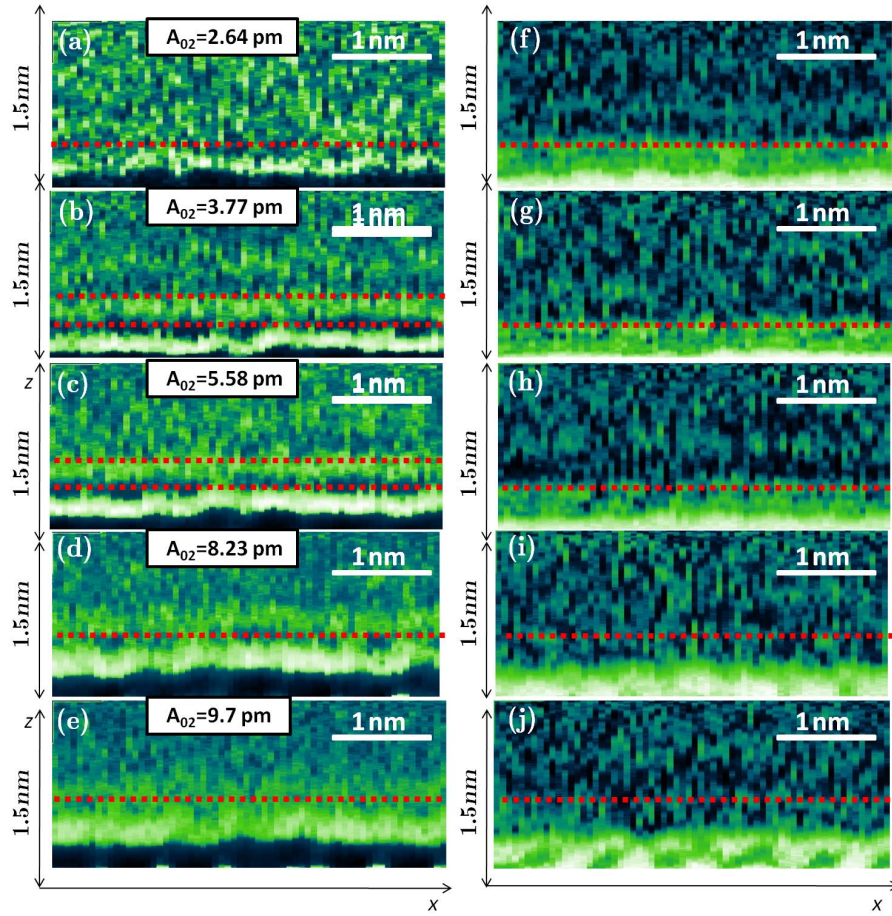 (a) A₀₂=2.64 pm 1 nm (f) 1 nm
1.5nm 1.5nm
(b) A₀₂=3.77 pm 1 nm (g) 1 nm
1.5nm 1.5nm
z (c) A₀₂=5.58 pm 1 nm (h) 1 nm
1.5nm 1.5nm
(d) A₀₂=8.23 pm 1 nm (i) 1 nm
1.5nm 1.5nm
z (e) A₀₂=9.7 pm 1 nm (j) 1 nm
1.5nm 1.5nm
x x